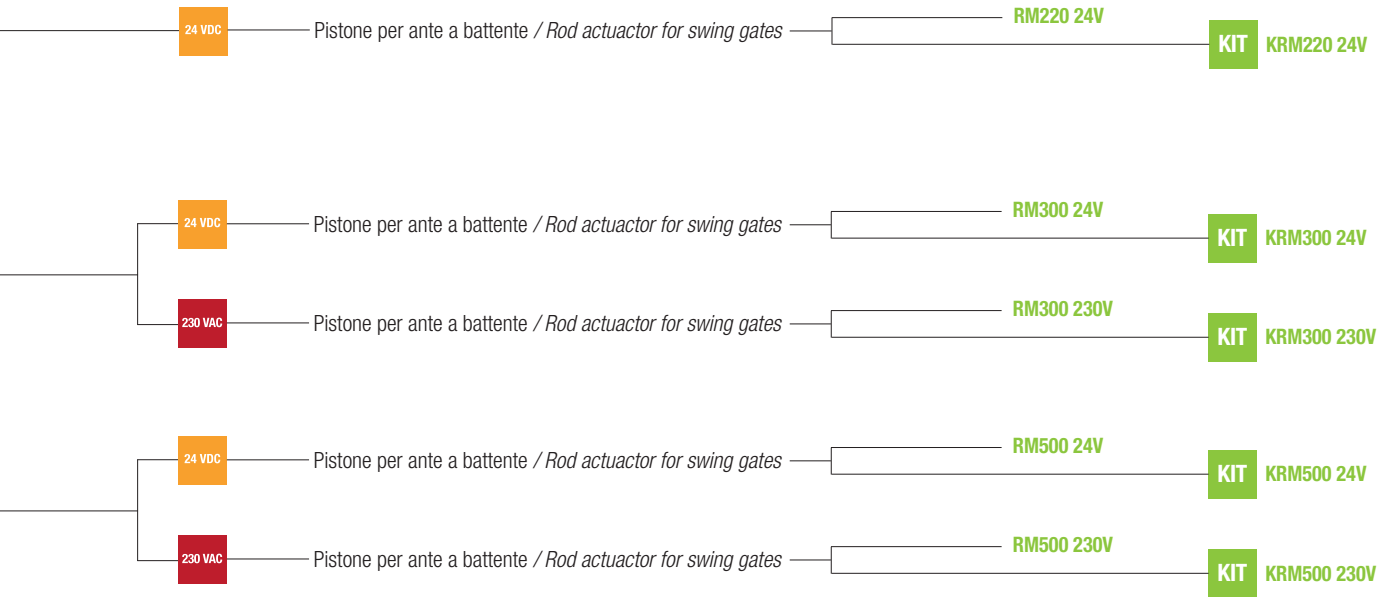 24 VDC Pistone per ante a battente / Rod actuactor for swing gates RM220 24V
KIT KRM220 24V
24 VDC Pistone per ante a battente / Rod actuactor for swing gates RM300 24V
KIT KRM300 24V
230 VAC Pistone per ante a battente / Rod actuactor for swing gates RM300 230V
KIT KRM300 230V
24 VDC Pistone per ante a battente / Rod actuactor for swing gates RM500 24V
KIT KRM500 24V
230 VAC Pistone per ante a battente / Rod actuactor for swing gates RM500 230V
KIT KRM500 230V